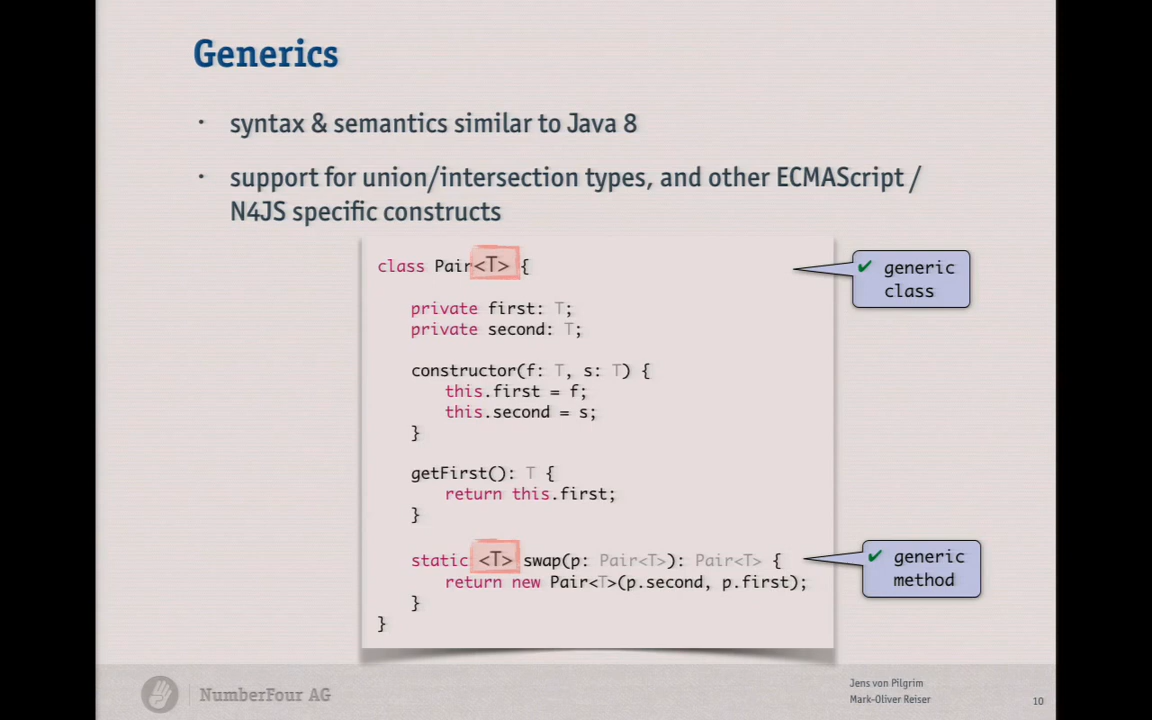 Generics
· syntax & semantics similar to Java 8
· support for union/intersection types, and other ECMAScript /
N4JS specific constructs
class Pair<T> {
private first: T;
private second: T;
constructor(f: T, s: T) {
this.first = f;
this.second = s;
}
getFirst(): T {
return this.first;
}
static <T> swap(p: Pair<T>): Pair<T> {
return new Pair<T>(p.second, p.first);
}
}
✔ generic
class
✔ generic
method
NumberFour AG
Jens von Pilgrim
Mark-Oliver Reiser
10